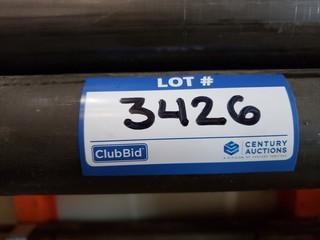 LOT #
3426
ClubBid
CENTURY
AUCTIONS